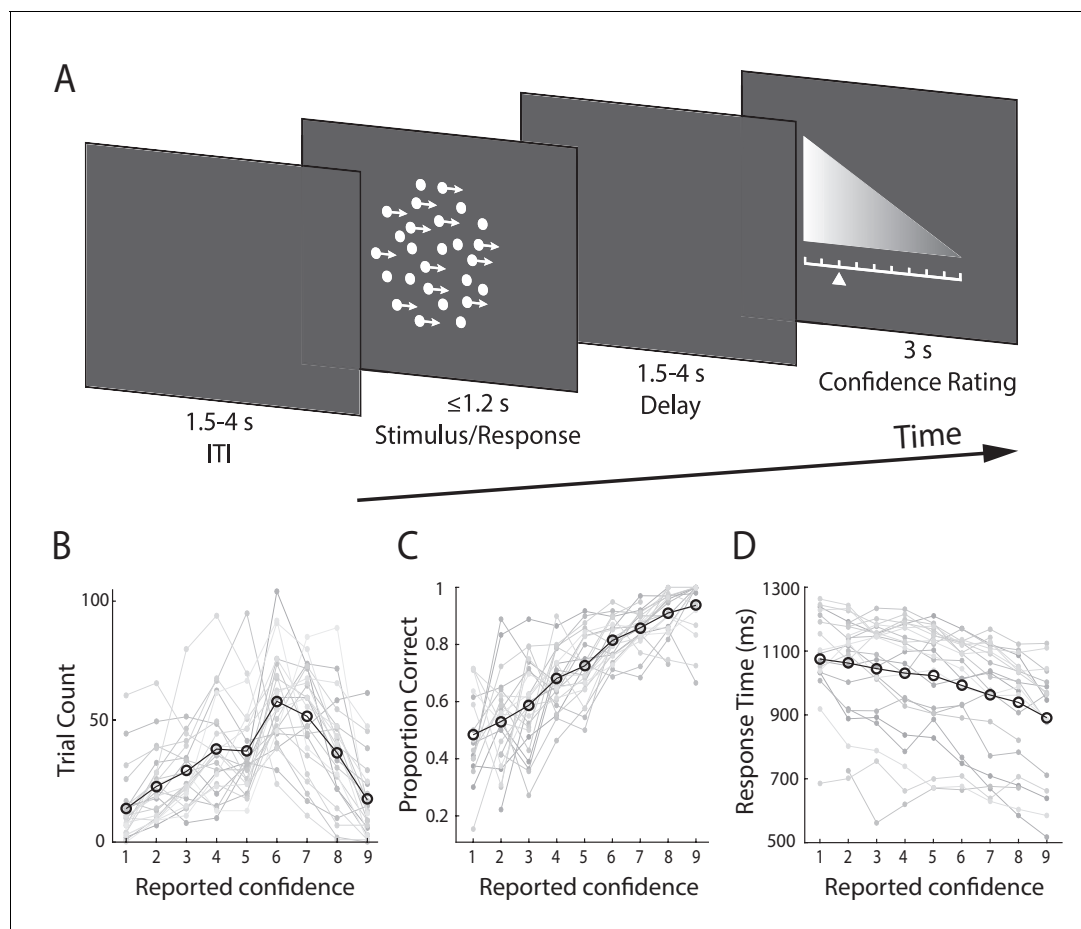 A
1.5-4 s
ITI
≤1.2 s
Stimulus/Response
1.5-4 s
Delay
3 s
Confidence Rating
Time
B
Trial Count
100
50
0
1 2 3 4 5 6 7 8 9
Reported confidence
C
Proportion Correct
1
0.8
0.6
0.4
0.2
1 2 3 4 5 6 7 8 9
Reported confidence
D
Response Time (ms)
1300
1100
900
700
500
1 2 3 4 5 6 7 8 9
Reported confidence